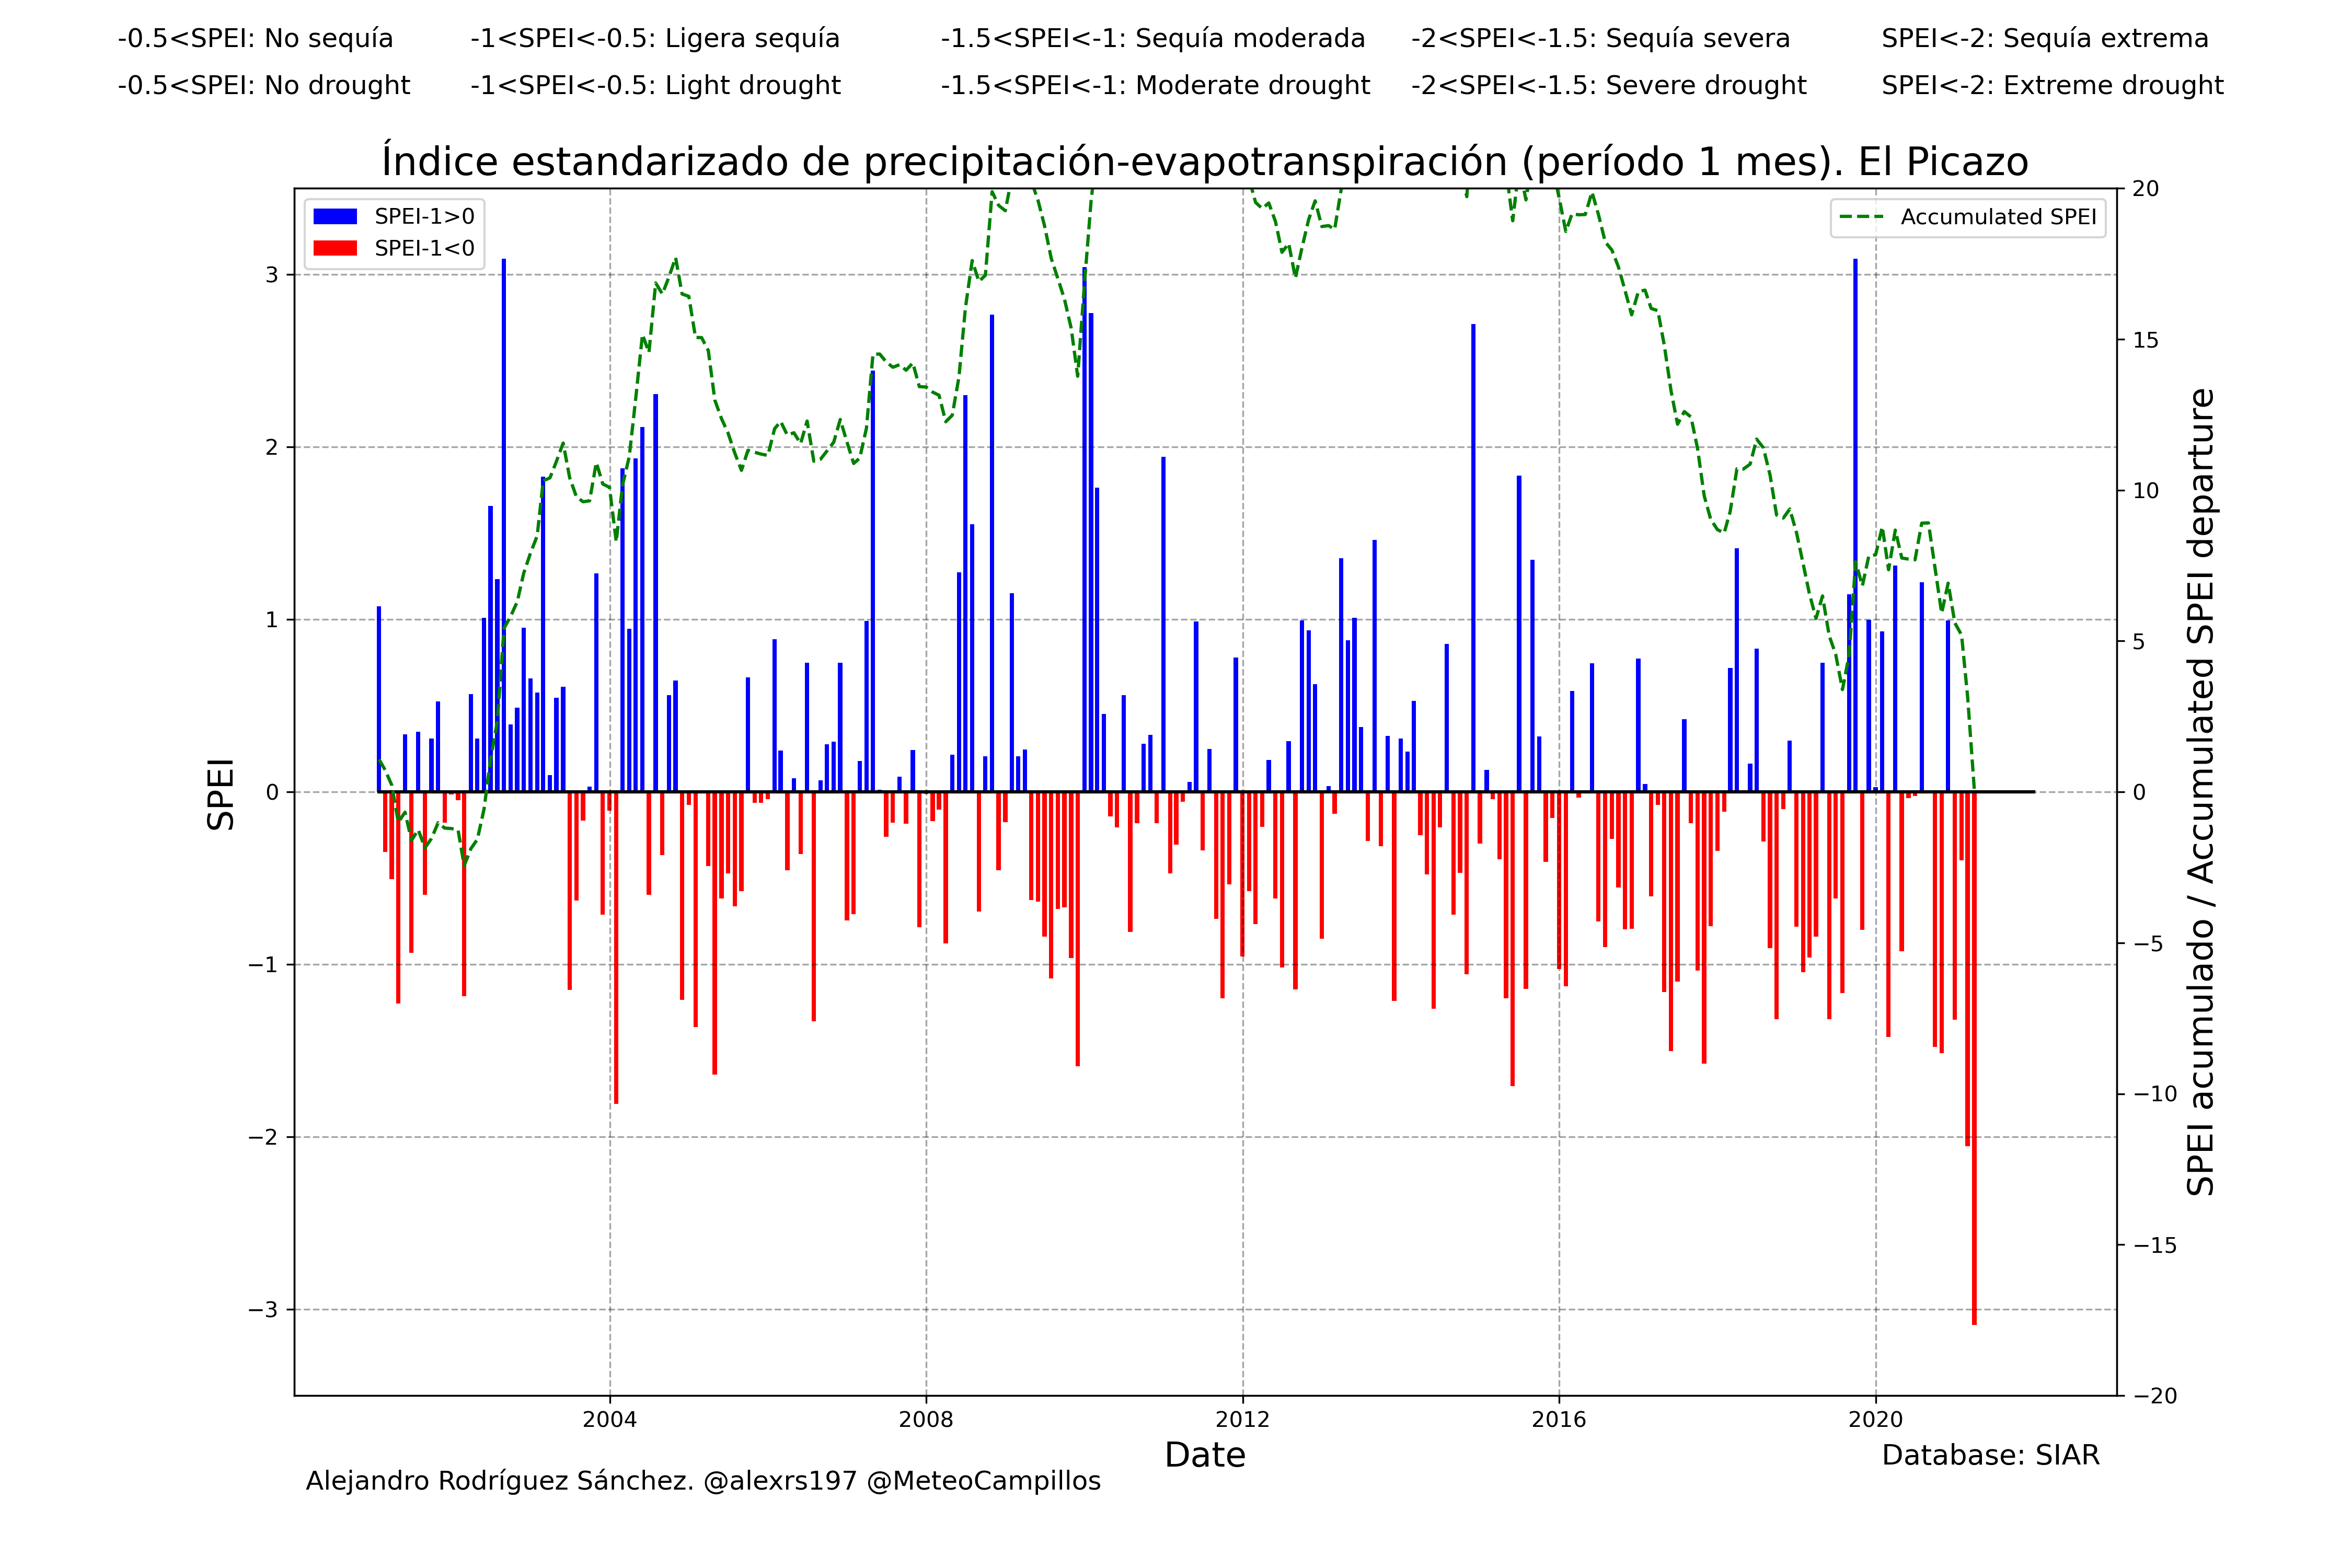 -0.5<SPEI: No sequía -1<SPEI<-0.5: Ligera sequía -1.5<SPEI<-1: Sequía moderada -2<SPEI<-1.5: Sequía severa SPEI<-2: Sequía extrema
-0.5<SPEI: No drought -1<SPEI<-0.5: Light drought -1.5<SPEI<-1: Moderate drought -2<SPEI<-1.5: Severe drought SPEI<-2: Extreme drought
Índice estandarizado de precipitación-evapotranspiración (período 1 mes). El Picazo
SPEI-1>0
SPEI-1<0
Accumulated SPEI
SPEI
3
2
1
0
−1
−2
−3
20
15
10
5
0
−5
−10
−15
−20
SPEI acumulado / Accumulated SPEI departure
2004 2008 2012 2016 2020
Date
Database: SIAR
Alejandro Rodríguez Sánchez. @alexrs197 @MeteoCampillos